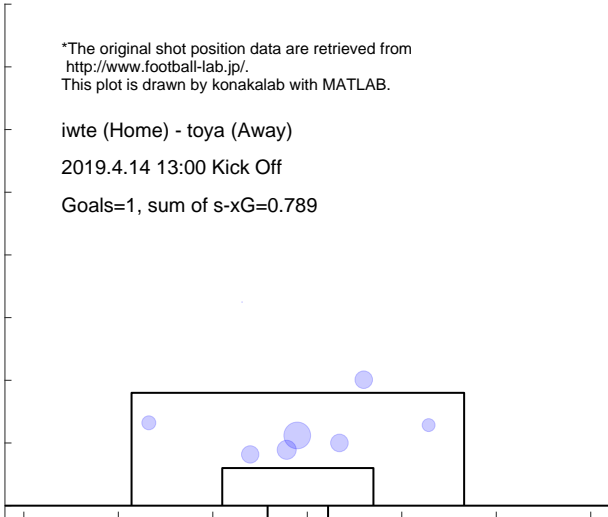 *The original shot position data are retrieved from
http://www.football-lab.jp/.
This plot is drawn by konakalab with MATLAB.
iwte (Home) - toya (Away)
2019.4.14 13:00 Kick Off
Goals=1, sum of s-xG=0.789